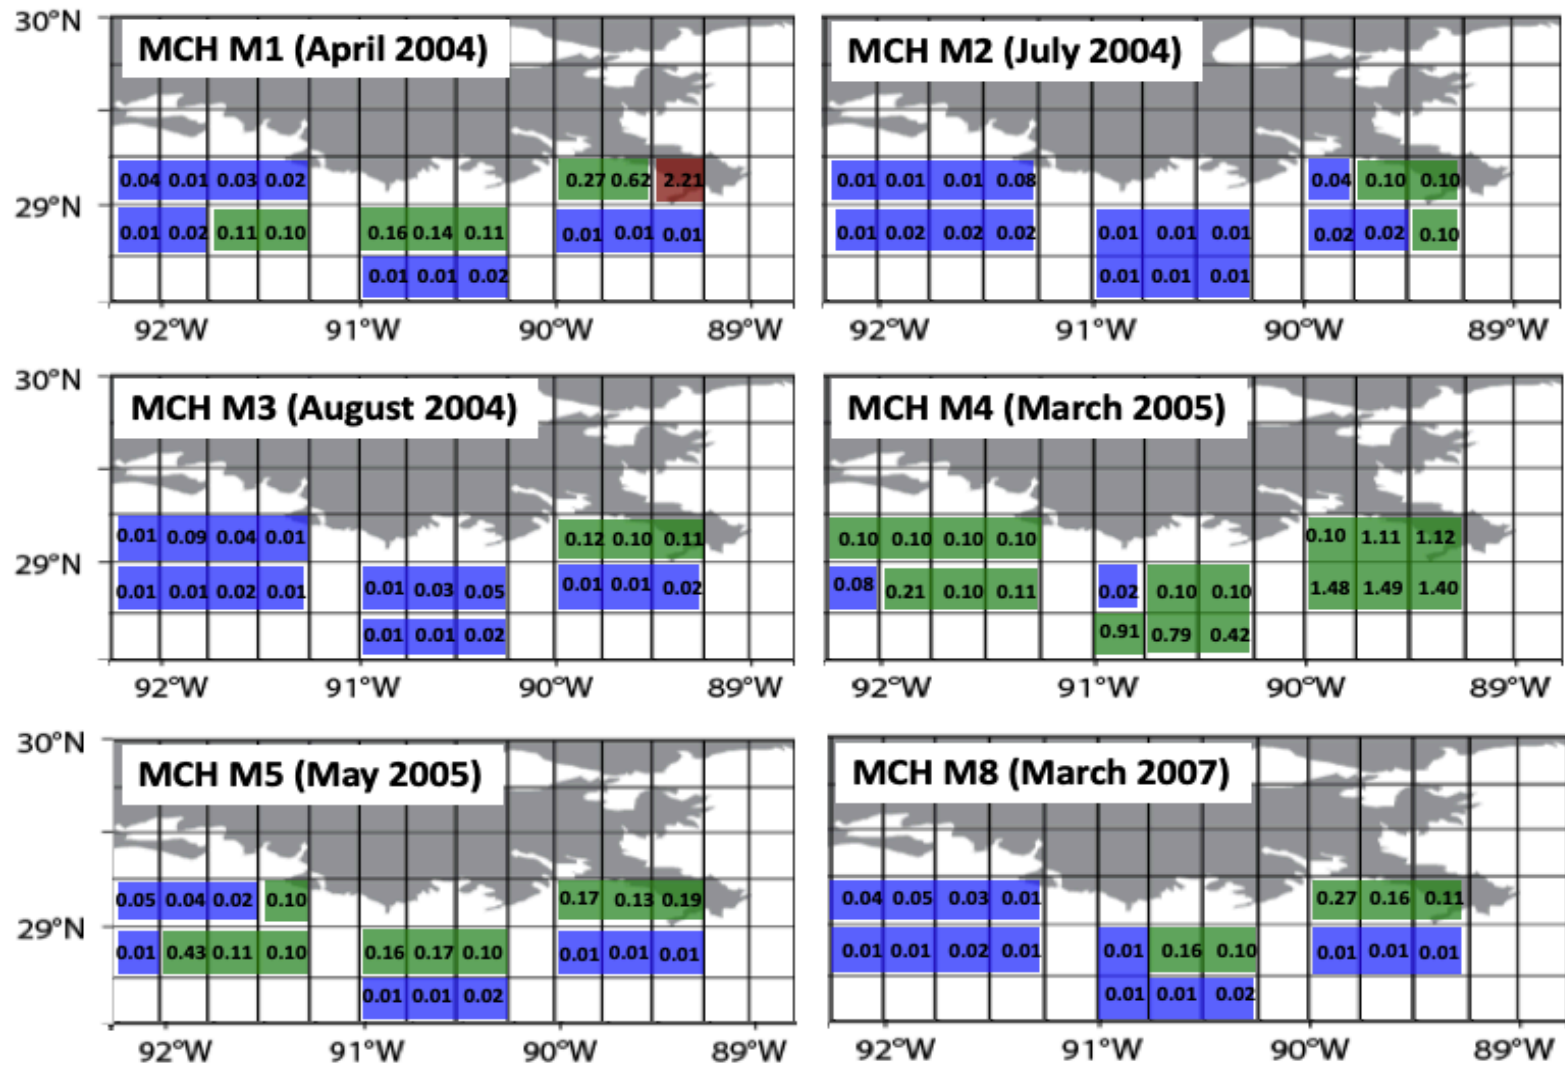 30°N
MCH M1 (April 2004)
0.04 0.01 0.03 0.02
0.27 0.62 2.21
29°N
0.01 0.02 0.11 0.10
0.16 0.14 0.11
0.01 0.01 0.01
0.01 0.01 0.02
92°W 91°W 90°W 89°W
MCH M2 (July 2004)
0.01 0.01 0.01 0.08
0.04 0.10 0.10
0.01 0.02 0.02 0.02
0.01 0.01 0.01
0.02 0.02 0.10
0.01 0.01 0.01
92°W 91°W 90°W 89°W
30°N
MCH M3 (August 2004)
0.01 0.09 0.04 0.01
0.12 0.10 0.11
29°N
0.01 0.01 0.02 0.01
0.01 0.03 0.05
0.01 0.01 0.02
0.01 0.01 0.02
92°W 91°W 90°W 89°W
MCH M4 (March 2005)
0.10 0.10 0.10 0.10
0.10 1.11 1.12
0.08 0.21 0.10 0.11
0.02 0.10 0.10
1.48 1.49 1.40
0.91 0.79 0.42
92°W 91°W 90°W 89°W
30°N
MCH M5 (May 2005)
0.05 0.04 0.02 0.10
0.17 0.13 0.19
29°N
0.01 0.43 0.11 0.10
0.16 0.17 0.10
0.01 0.01 0.01
0.01 0.01 0.02
92°W 91°W 90°W 89°W
MCH M8 (March 2007)
0.04 0.05 0.03 0.01
0.27 0.16 0.11
0.01 0.01 0.02 0.01
0.01 0.16 0.10
0.01 0.01 0.01
0.01 0.01 0.02
92°W 91°W 90°W 89°W